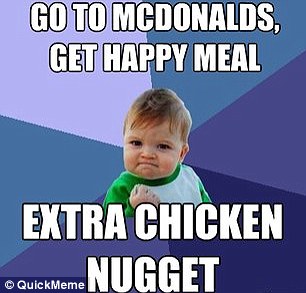 GO TO MCDONALDS,
GET HAPPY MEAL
EXTRA CHICKEN
NUGGET
© QuickMeme